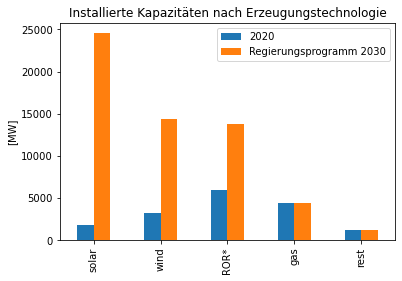 Installierte Kapazitäten nach Erzeugungstechnologie
2020
Regierungsprogramm 2030
[MW]
25000
20000
15000
10000
5000
0
solar
wind
ROR*
gas
rest